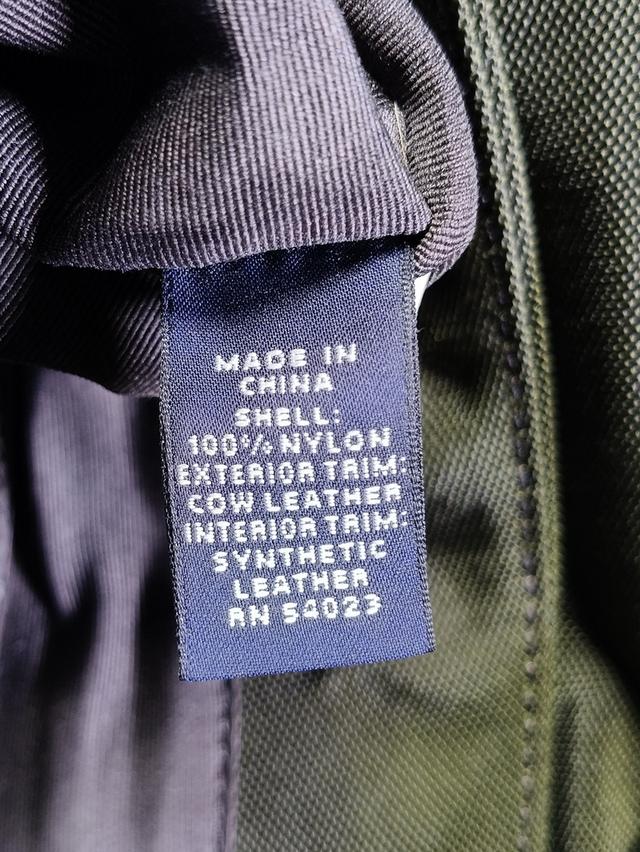 MADE IN
CHINA
SHELL:
100% NYLON
EXTERIOR TRIM:
COW LEATHER
INTERIOR TRIM:
SYNTHETIC
LEATHER
RN 54023